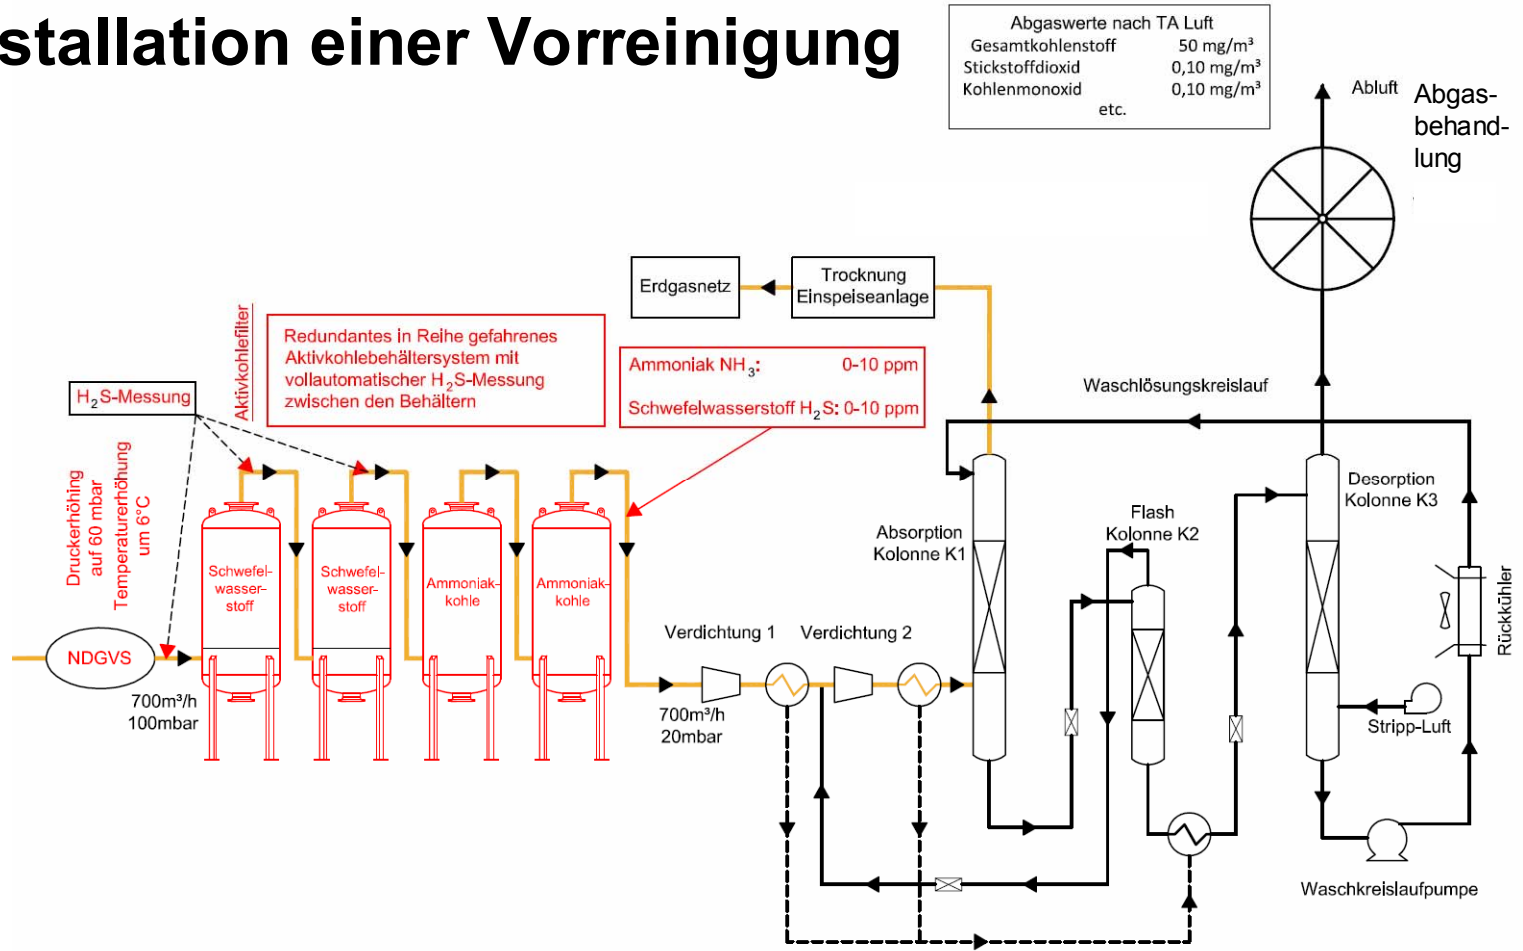 stallation einer Vorreinigung
Abgaswerte nach TA Luft
Gesamtkohlenstoff 50 mg/m³
Stickstoffdioxid 0,10 mg/m³
Kohlenmonoxid 0,10 mg/m³
etc.
Abluft
Abgas-
behand-
lung
Erdgasnetz
Trocknung
Einspeiseanlage
Aktivkohlefilter
Redundantes in Reihe gefahrenes
Aktivkohlebehältersystem mit
vollautomatischer H₂S-Messung
zwischen den Behältern
Ammoniak NH₃: 0-10 ppm
Schwefelwasserstoff H₂S: 0-10 ppm
H₂S-Messung
Waschlösungskreislauf
Druckerhöhing
auf 60 mbar
Temperaturerhöhung
um 6°C
Schwefel-
wasser-
stoff
Schwefel-
wasser-
stoff
Ammoniak-
kohle
Ammoniak-
kohle
Absorption
Kolonne K1
Flash
Kolonne K2
Desorption
Kolonne K3
Rückkühler
NDGVS
700m³/h
100mbar
Verdichtung 1
Verdichtung 2
700m³/h
20mbar
Stripp-Luft
Waschkreislaufpumpe